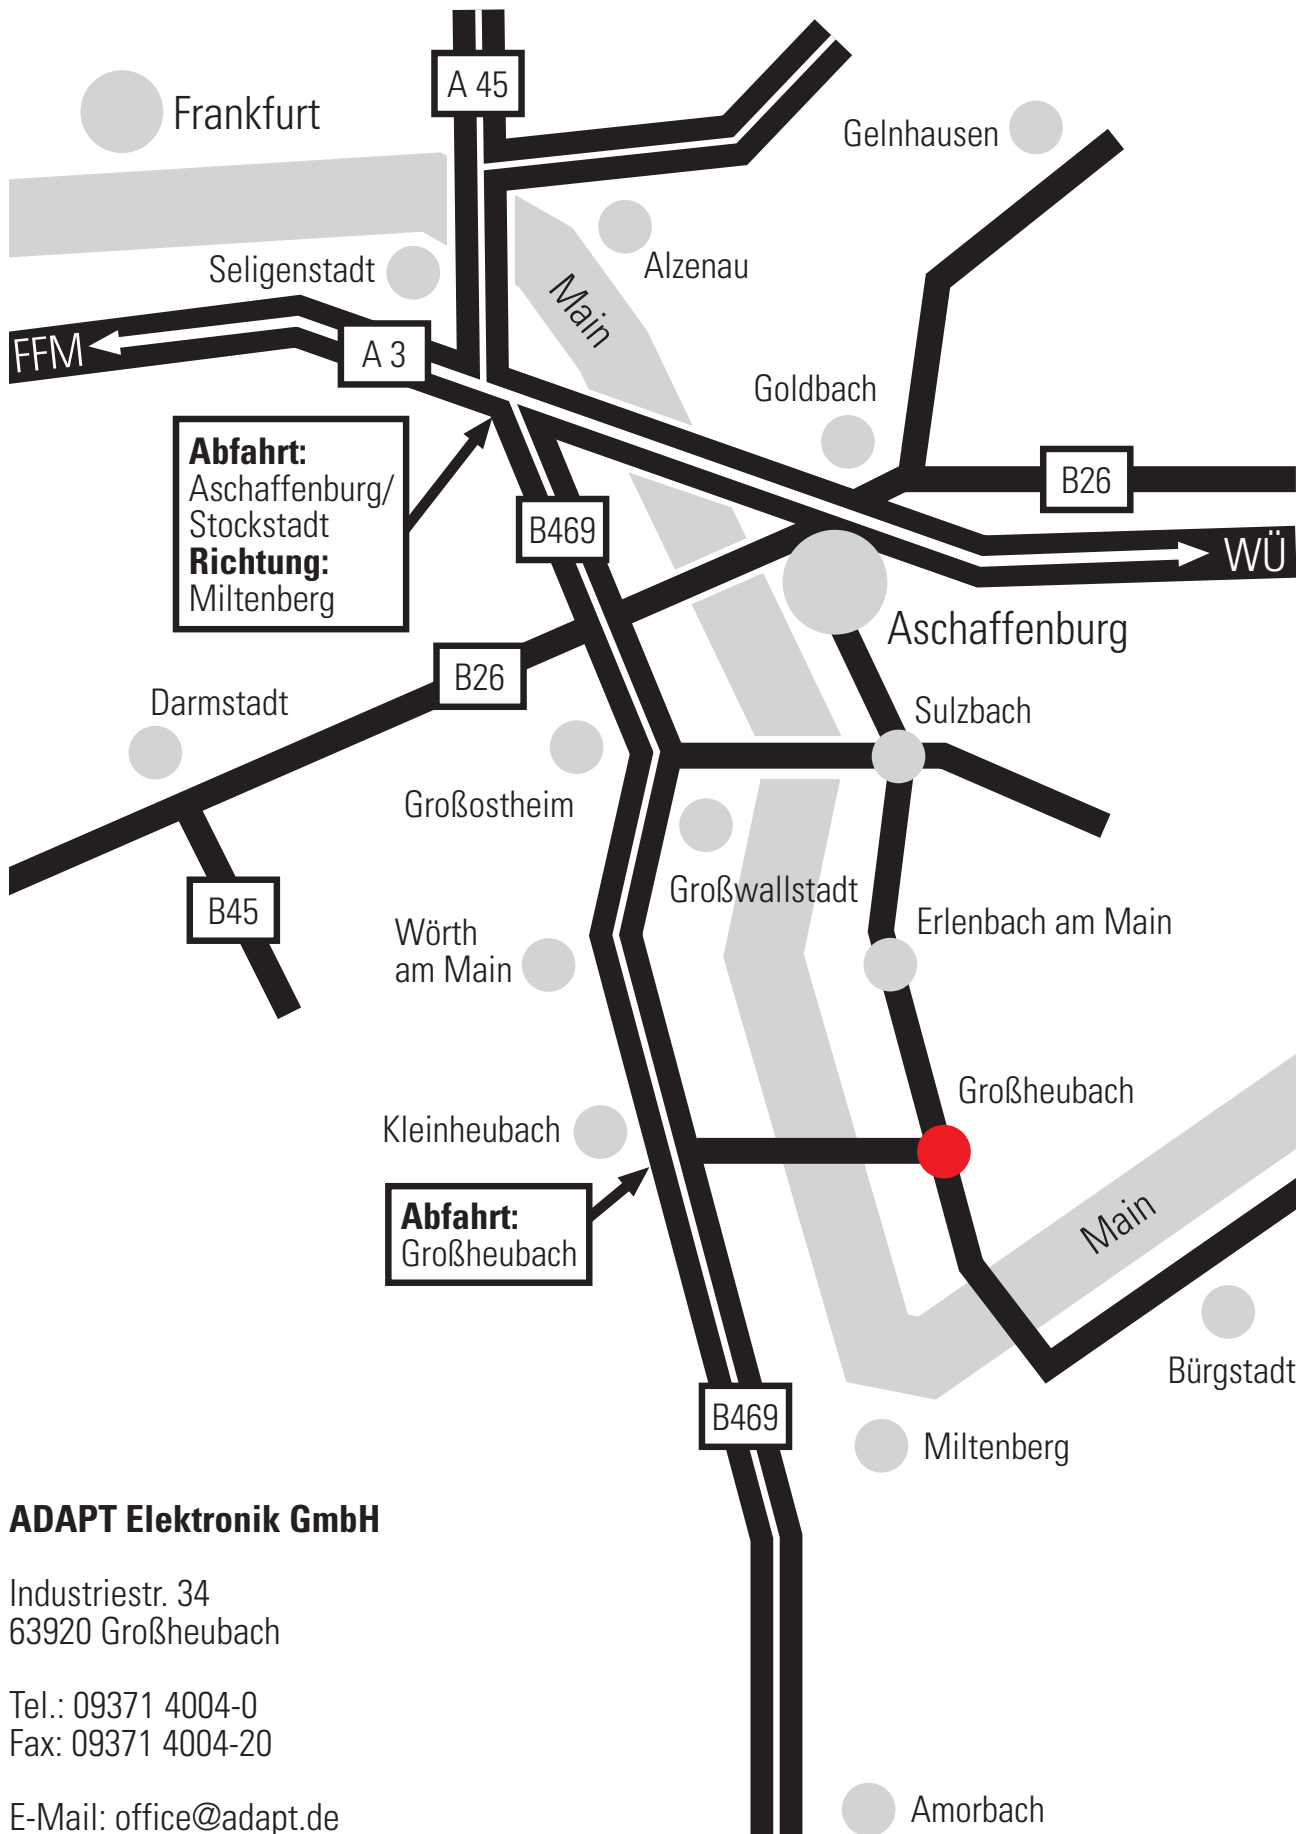 A 45
Frankfurt
Gelnhausen
Seligenstadt
Alzenau
Main
FFM
A 3
Goldbach
Abfahrt:
Aschaffenburg/
Stockstadt
Richtung:
Miltenberg
B469
B26
WÜ
Aschaffenburg
B26
Darmstadt
Sulzbach
Großostheim
Großwallstadt
B45
Wörth
am Main
Erlenbach am Main
Großheubach
Kleinheubach
Abfahrt:
Großheubach
Main
Bürgstadt
B469
Miltenberg
ADAPT Elektronik GmbH
Industriestr. 34
63920 Großheubach
Tel.: 09371 4004-0
Fax: 09371 4004-20
E-Mail: office@adapt.de
Amorbach